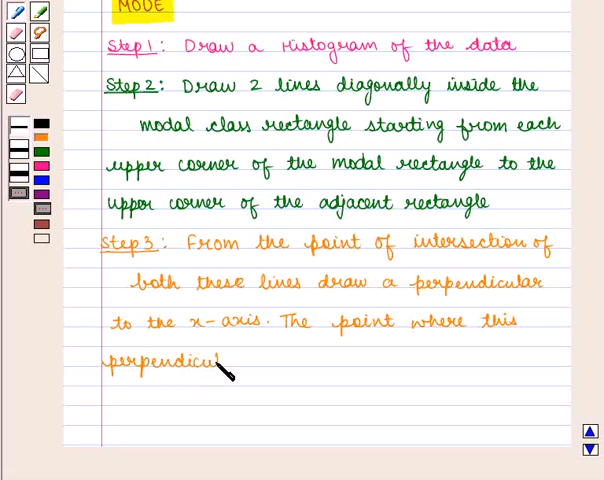 MODE
Step 1: Draw a Histogram of the data
Step 2: Draw 2 lines diagonally inside the
modal class rectangle starting from each
upper corner of the modal rectangle to the
upper corner of the adjacent rectangle
Step 3: From the point of intersection of
both these lines draw a perpendicular
to the x-axis. The point where this
perpendicul